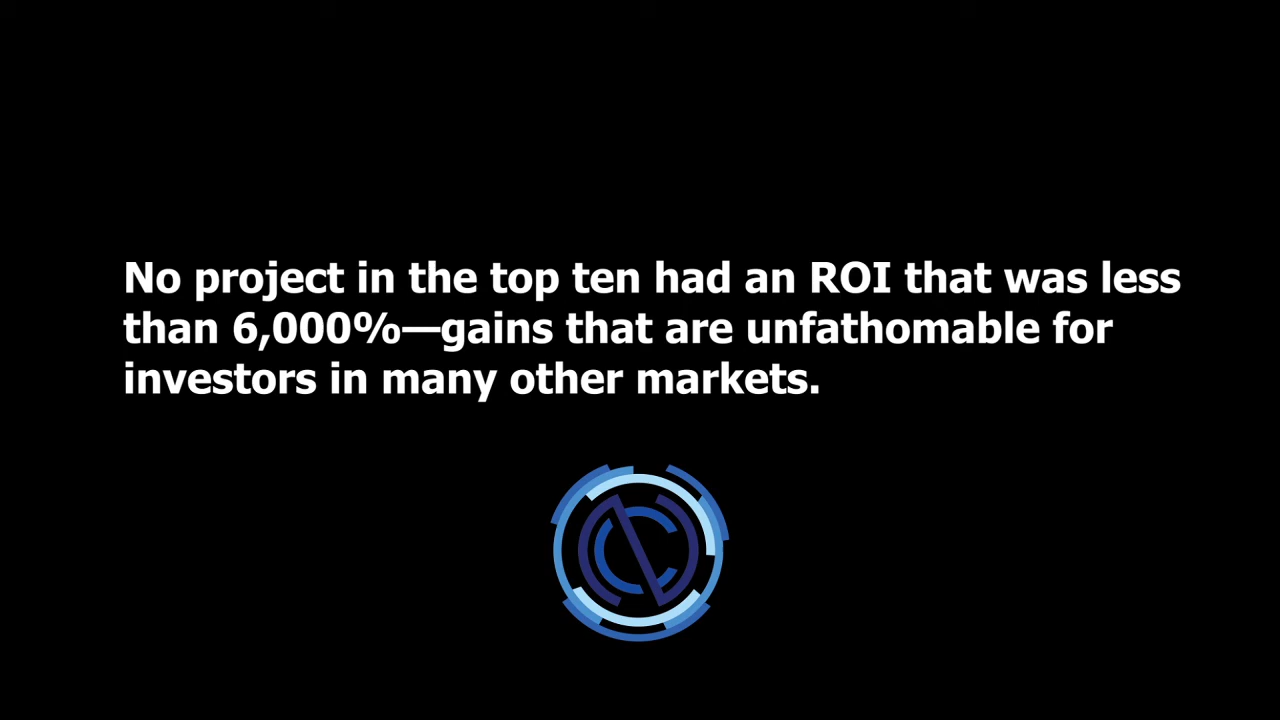 No project in the top ten had an ROI that was less
than 6,000%—gains that are unfathomable for
investors in many other markets.